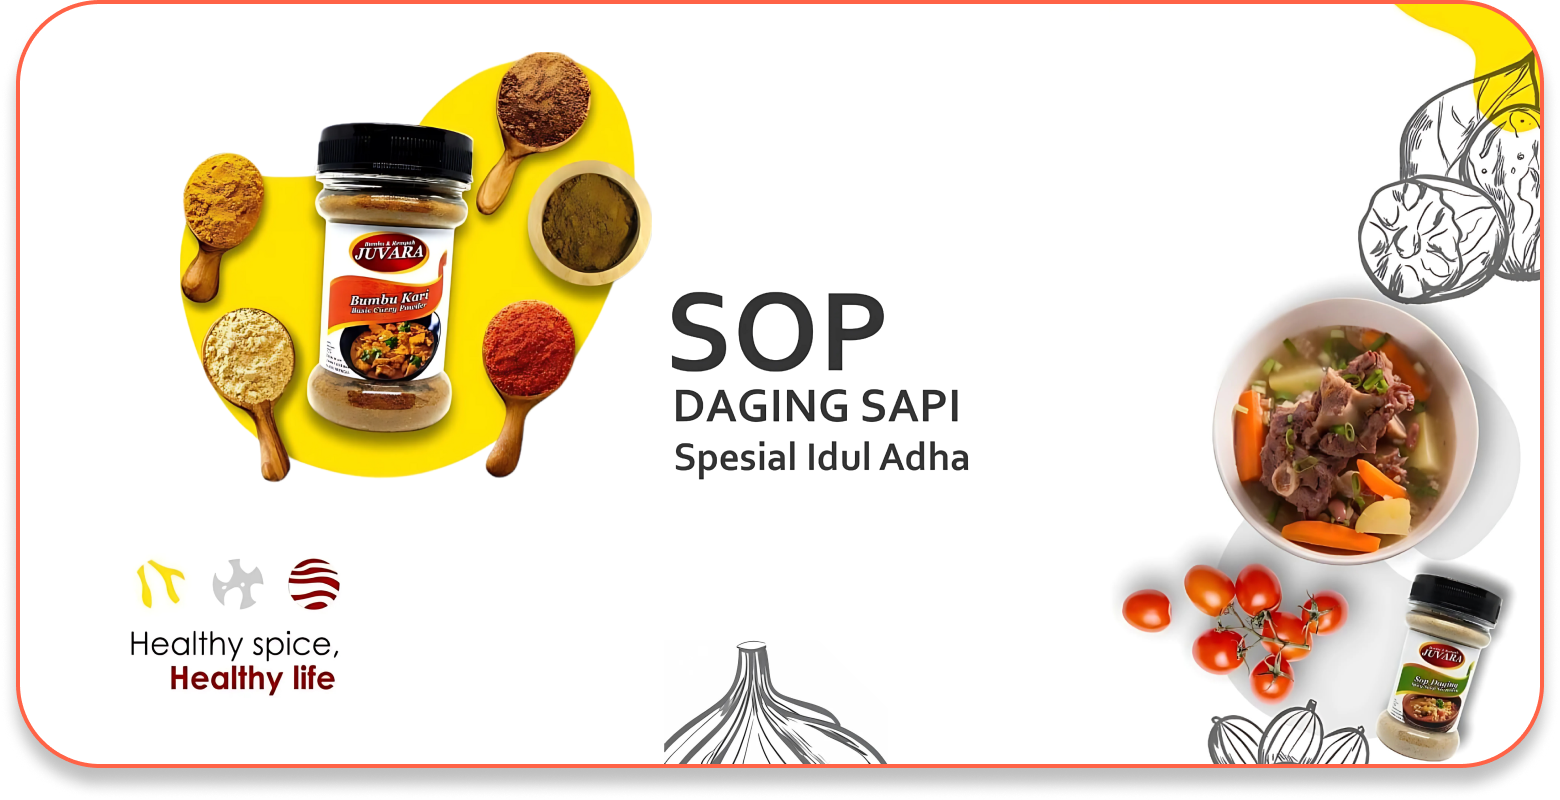 Bumbu & Rempah
JUVARA
Bumbu Kari
Basic Curry Powder
SOP
DAGING SAPI
Spesial Idul Adha
Healthy spice,
Healthy life
JUVARA
Sop Daging